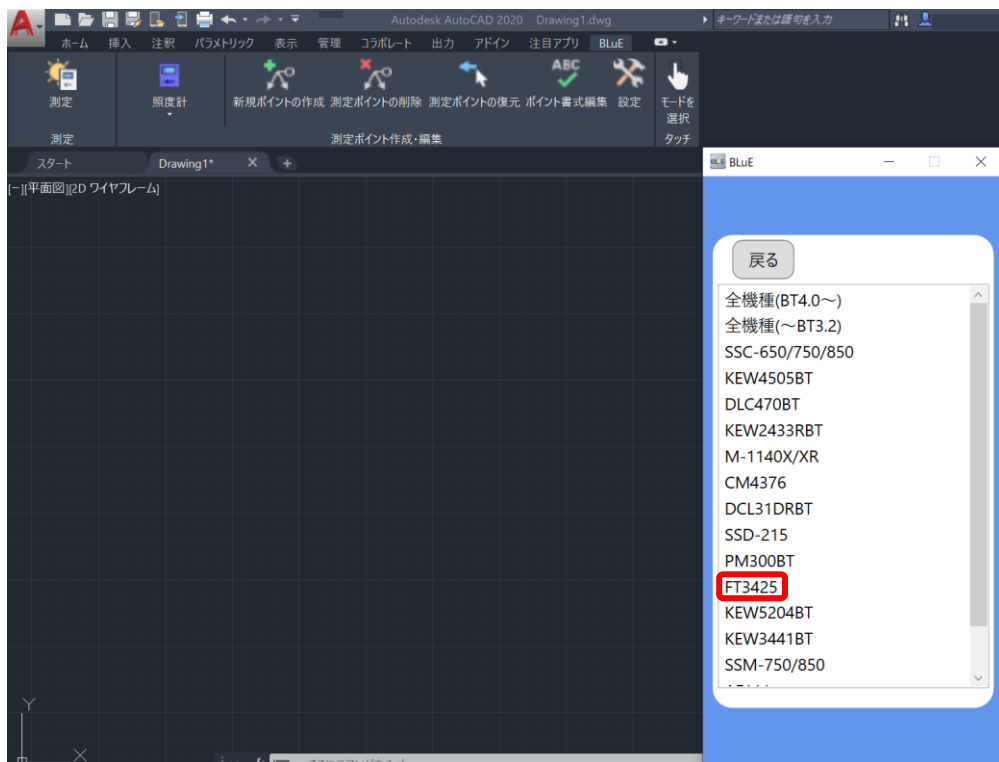 Autodesk AutoCAD 2020 Drawing1.dwg
キーワードまたは語句を入力
ホーム 挿入 注釈 パラメトリック 表示 管理 コラボレート 出力 アドイン 注目アプリ BLuE
ABC
測定 照度計 新規ポイントの作成 測定ポイントの削除 測定ポイントの復元 ポイント書式編集 設定 モードを
選択
測定 測定ポイント作成・編集 タッチ
スタート Drawing1* +
[-][平面図][2D ワイヤフレーム]
BLE BLuE
戻る
全機種(BT4.0～)
全機種(～BT3.2)
SSC-650/750/850
KEW4505BT
DLC470BT
KEW2433RBT
M-1140X/XR
CM4376
DCL31DRBT
SSD-215
PM300BT
FT3425
KEW5204BT
KEW3441BT
SSM-750/850
Y
X